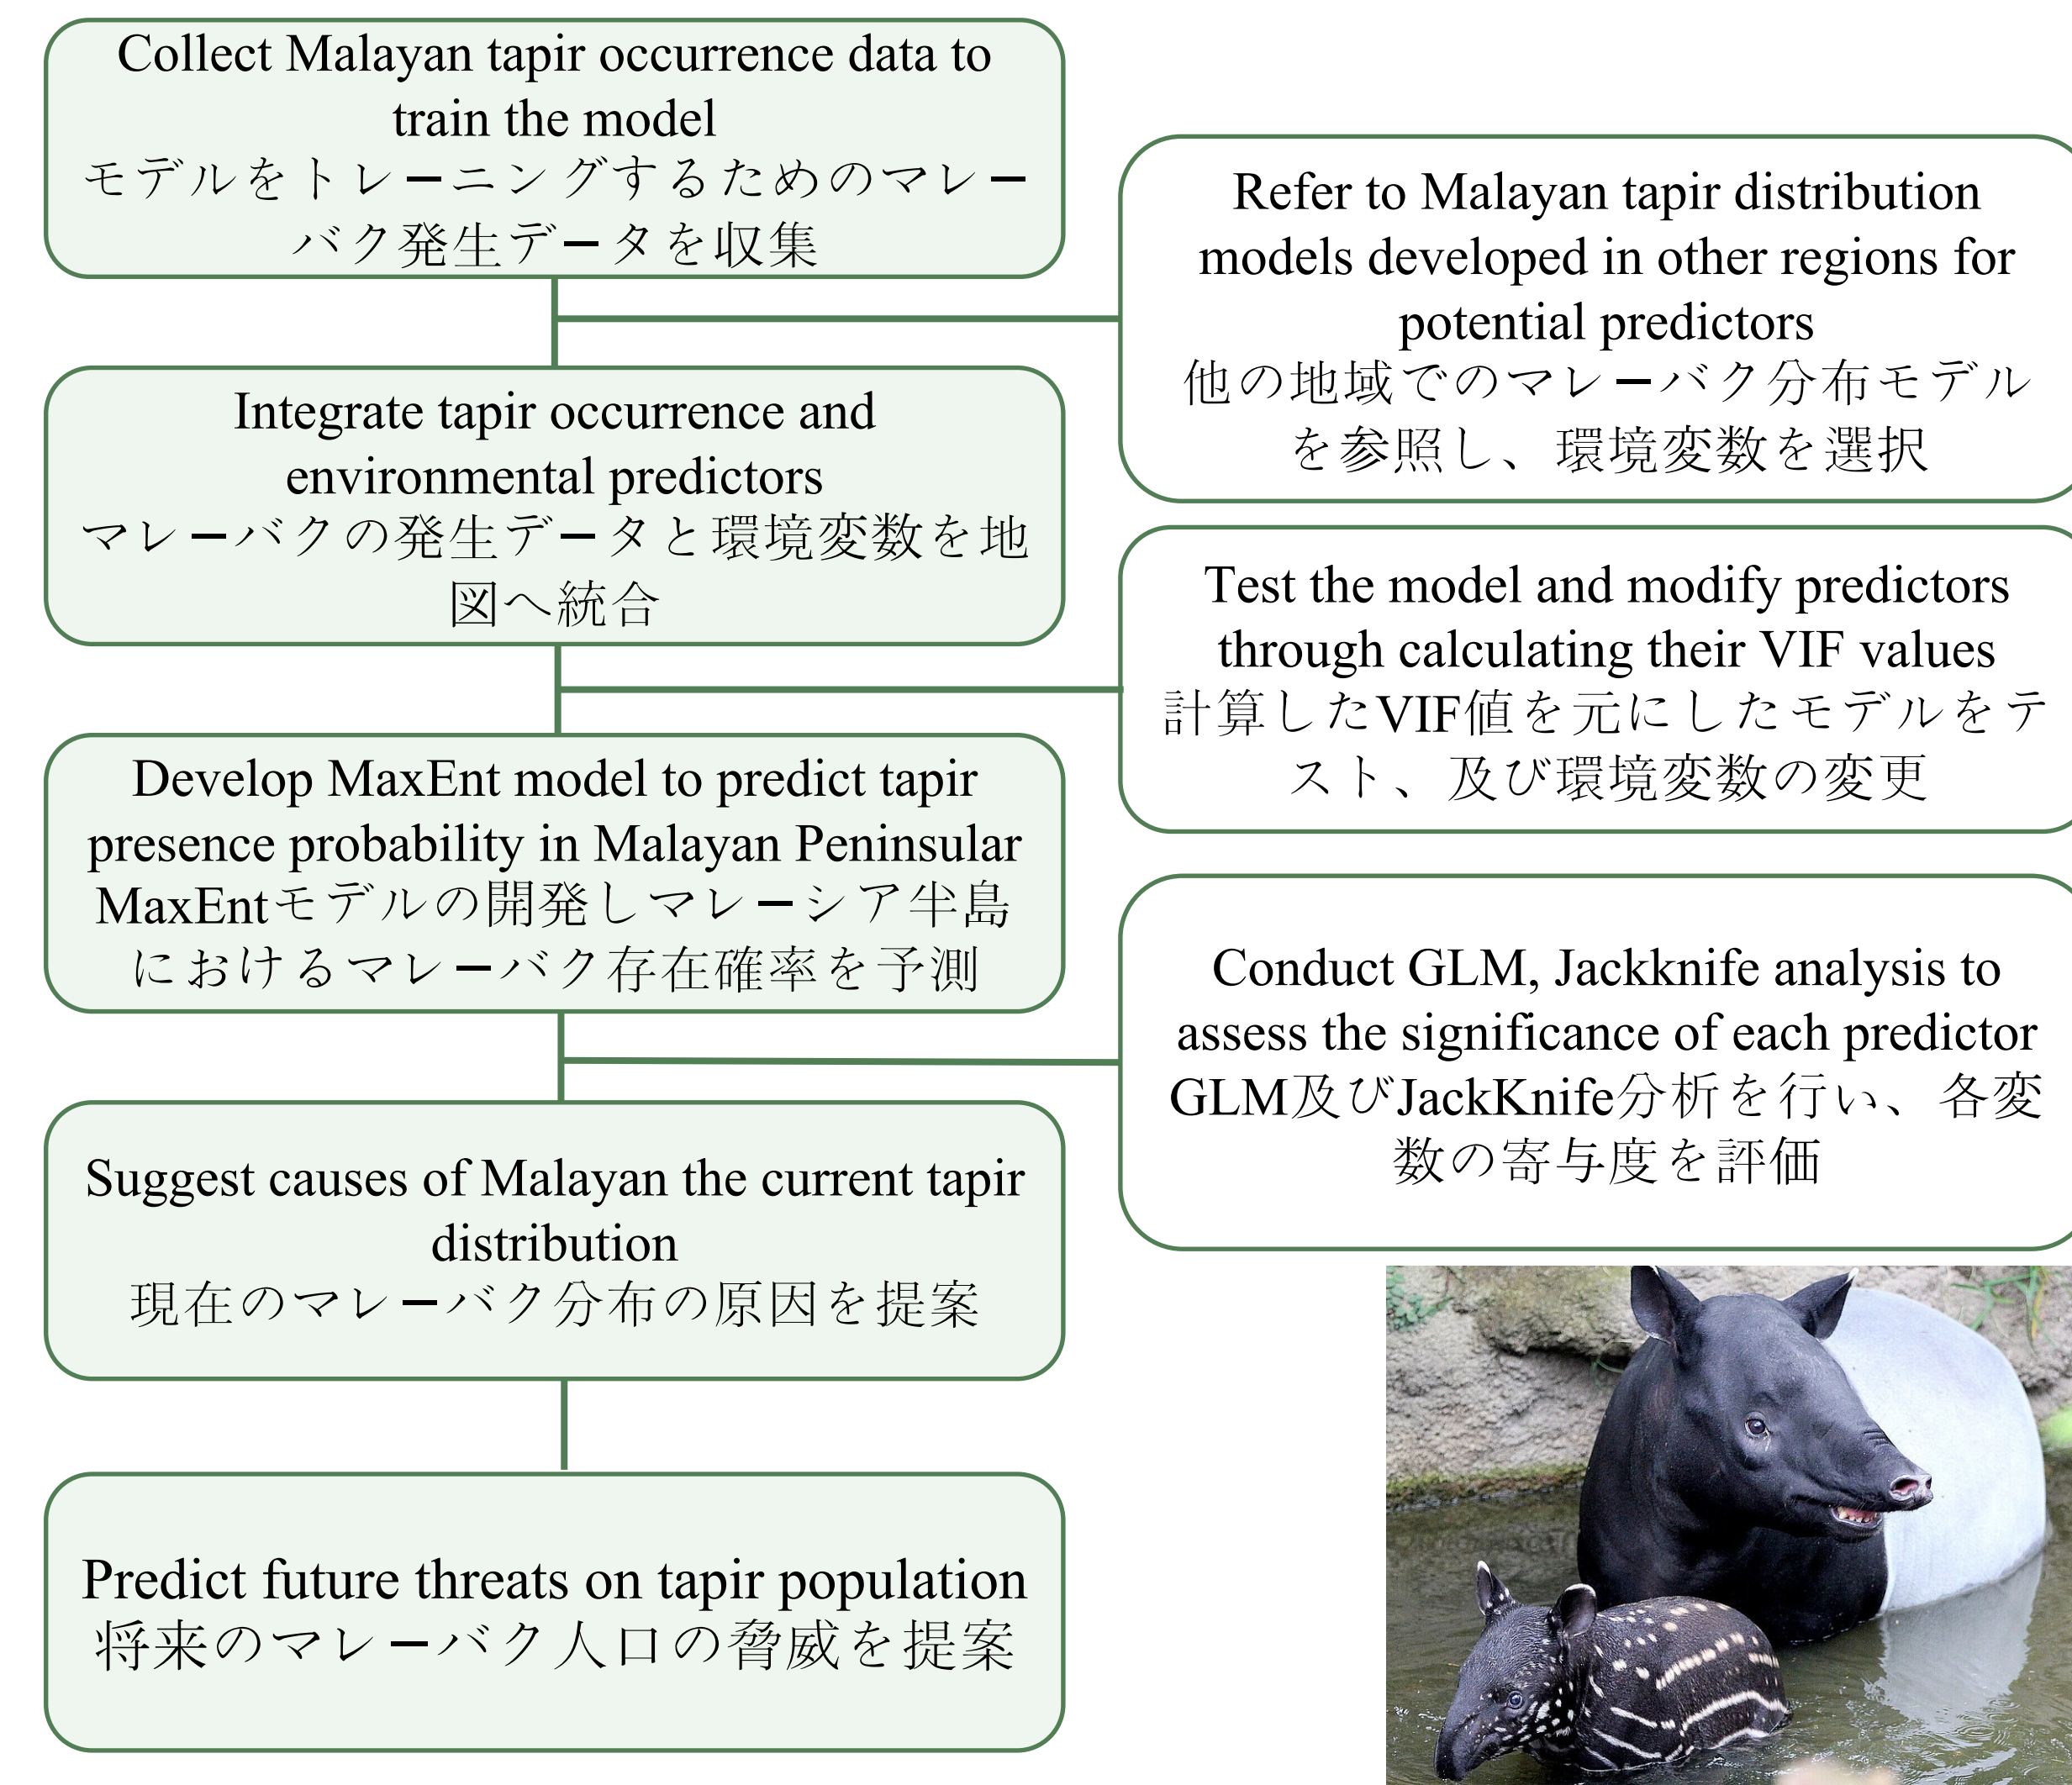 Collect Malayan tapir occurrence data to
train the model
モデルをトレーニングするためのマレー
バク発生データを収集
Refer to Malayan tapir distribution
models developed in other regions for
potential predictors
他の地域でのマレーバク分布モデル
を参照し、環境変数を選択
Integrate tapir occurrence and
environmental predictors
マレーバクの発生データと環境変数を地
図へ統合
Test the model and modify predictors
through calculating their VIF values
計算したVIF値を元にしたモデルをテ
スト、及び環境変数の変更
Develop MaxEnt model to predict tapir
presence probability in Malayan Peninsular
MaxEntモデルの開発しマレーシア半島
におけるマレーバク存在確率を予測
Conduct GLM, Jackknife analysis to
assess the significance of each predictor
GLM及びJackKnife分析を行い、各変
数の寄与度を評価
Suggest causes of Malayan the current tapir
distribution
現在のマレーバク分布の原因を提案
Predict future threats on tapir population
将来のマレーバク人口の脅威を提案